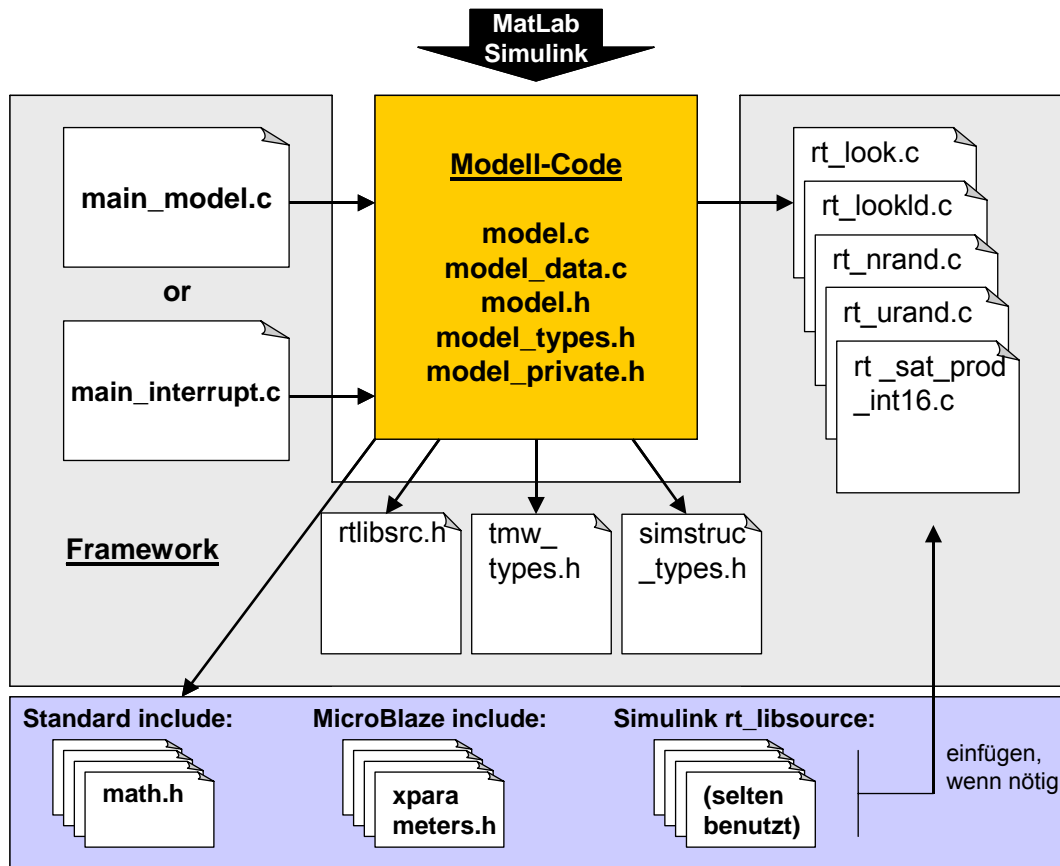 MatLab
Simulink
main_model.c
or
main_interrupt.c
Modell-Code
model.c
model_data.c
model.h
model_types.h
model_private.h
rt_look.c
rt_lookld.c
rt_nrand.c
rt_urand.c
rt _sat_prod
_int16.c
Framework
rtlibsrc.h
tmw_
types.h
simstruc
_types.h
Standard include:
math.h
MicroBlaze include:
xpara
meters.h
Simulink rt_libsource:
(selten
benutzt)
einfügen,
wenn nötig